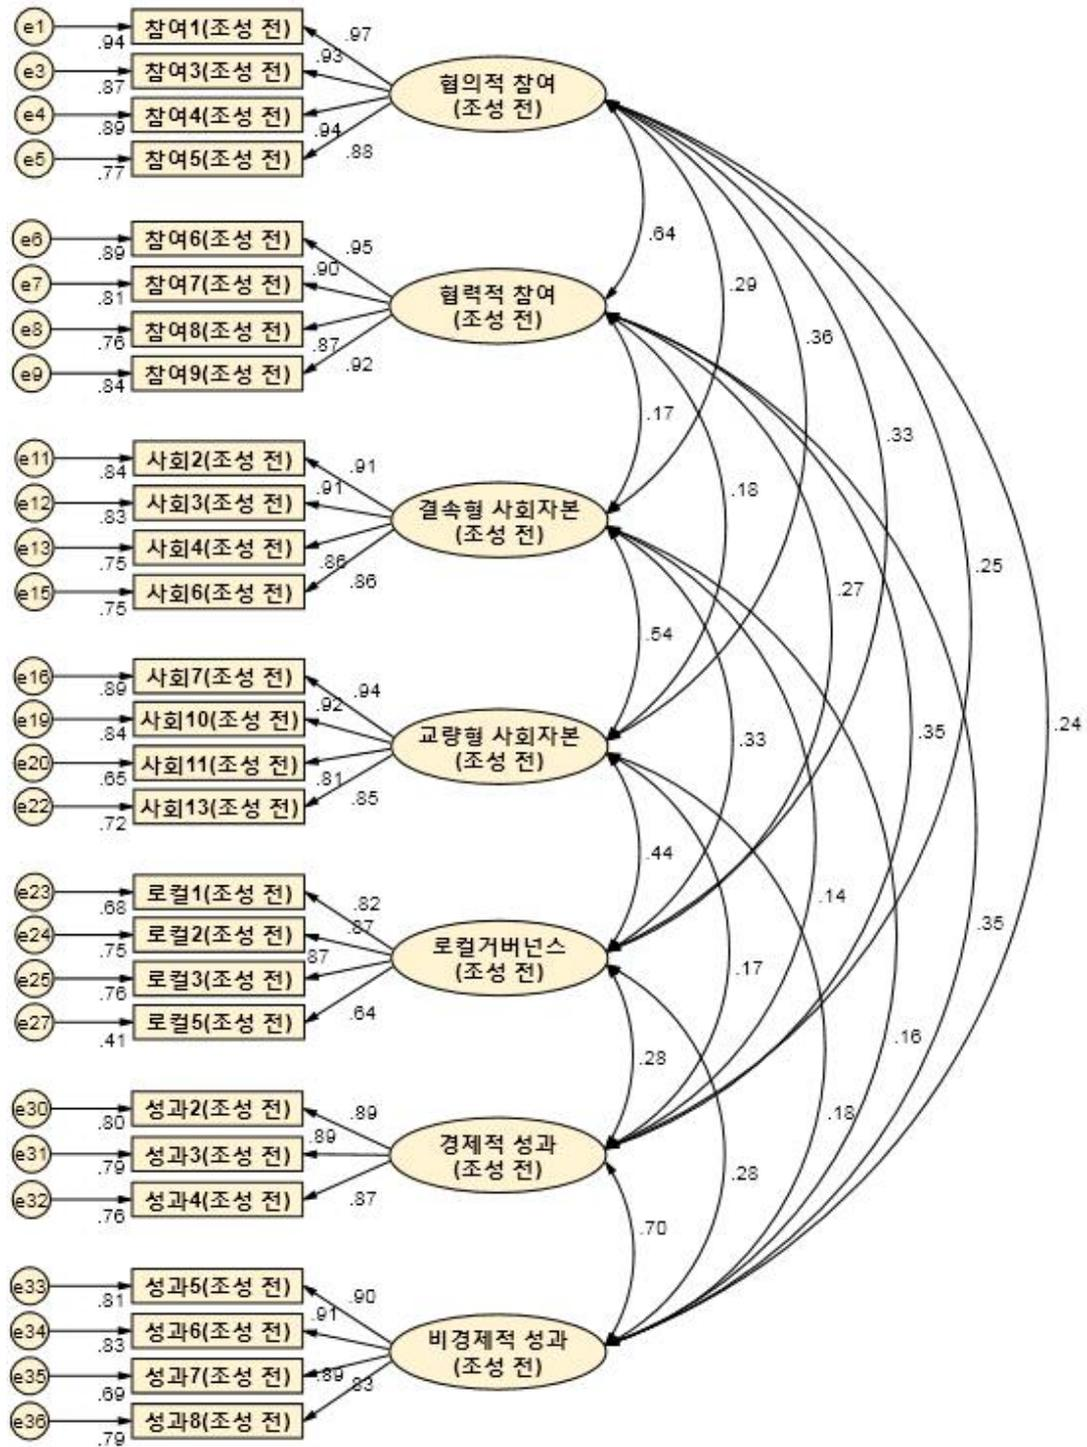 e1 .94 참여1(조성 전) .97
e3 .87 참여3(조성 전) .93
e4 .89 참여4(조성 전) .94
e5 .77 참여5(조성 전) .88
협의적 참여
(조성 전)
e6 .89 참여6(조성 전) .95
e7 .81 참여7(조성 전) .90
e8 .76 참여8(조성 전) .87
e9 .84 참여9(조성 전) .92
협력적 참여
(조성 전)
e11 .84 사회2(조성 전) .91
e12 .83 사회3(조성 전) .91
e13 .75 사회4(조성 전) .86
e15 .75 사회6(조성 전) .86
결속형 사회자본
(조성 전)
e16 .89 사회7(조성 전) .94
e19 .84 사회10(조성 전) .92
e20 .65 사회11(조성 전) .81
e22 .72 사회13(조성 전) .85
교량형 사회자본
(조성 전)
e23 .68 로컬1(조성 전) .82
e24 .75 로컬2(조성 전) .87
e25 .76 로컬3(조성 전) .87
e27 .41 로컬5(조성 전) .64
로컬거버넌스
(조성 전)
e30 .80 성과2(조성 전) .89
e31 .79 성과3(조성 전) .89
e32 .76 성과4(조성 전) .87
경제적 성과
(조성 전)
e33 .81 성과5(조성 전) .90
e34 .83 성과6(조성 전) .91
e35 .69 성과7(조성 전) .89
e36 .79 성과8(조성 전) .83
비경제적 성과
(조성 전)
.64
.29
.36
.17
.33
.18
.25
.27
.54
.24
.35
.33
.44
.14
.35
.17
.16
.28
.18
.28
.70